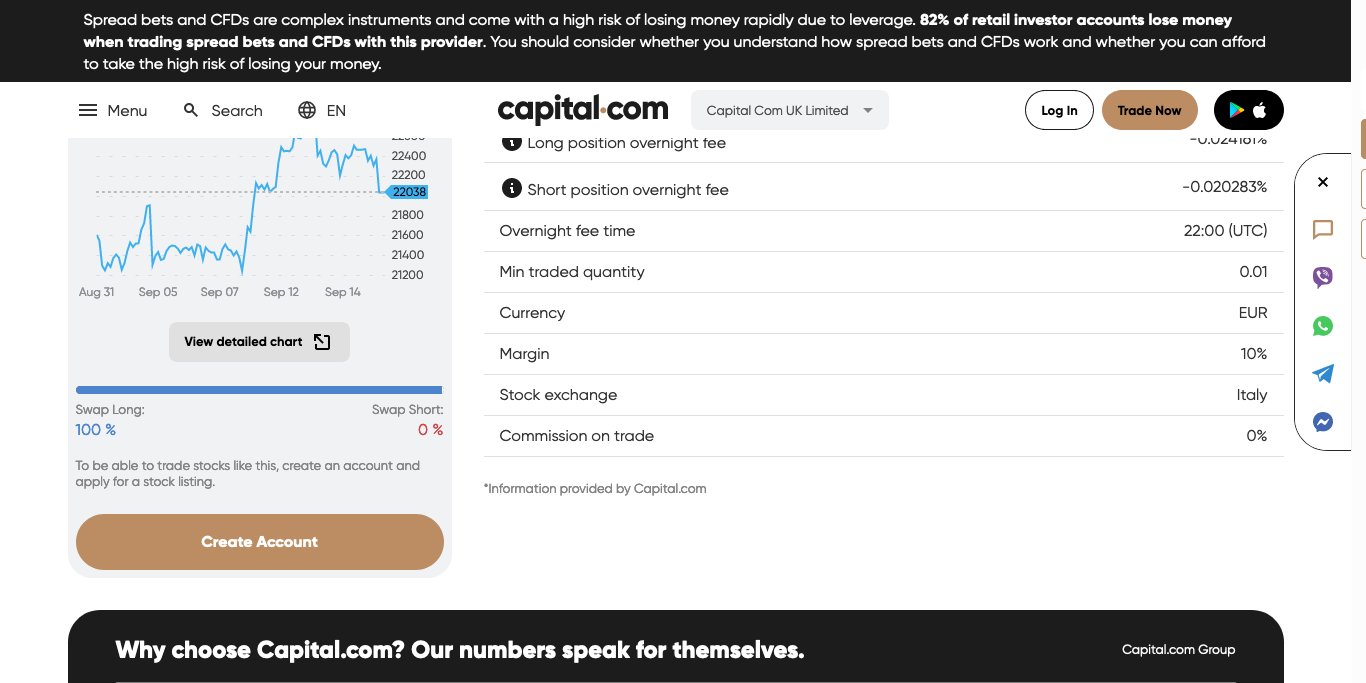 Spread bets and CFDs are complex instruments and come with a high risk of losing money rapidly due to leverage. 82% of retail investor accounts lose money
when trading spread bets and CFDs with this provider. You should consider whether you understand how spread bets and CFDs work and whether you can afford
to take the high risk of losing your money.
Menu
Search
EN
capital.com
Capital Com UK Limited
Log In
Trade Now
22400
22200
22038
21800
21600
21400
21200
Aug 31 Sep 05 Sep 07 Sep 12 Sep 14
View detailed chart
Swap Long: Swap Short:
100 % 0 %
To be able to trade stocks like this, create an account and
apply for a stock listing.
Create Account
Long position overnight fee -0.024161%
Short position overnight fee -0.020283%
Overnight fee time 22:00 (UTC)
Min traded quantity 0.01
Currency EUR
Margin 10%
Stock exchange Italy
Commission on trade 0%
*Information provided by Capital.com
Why choose Capital.com? Our numbers speak for themselves.
Capital.com Group